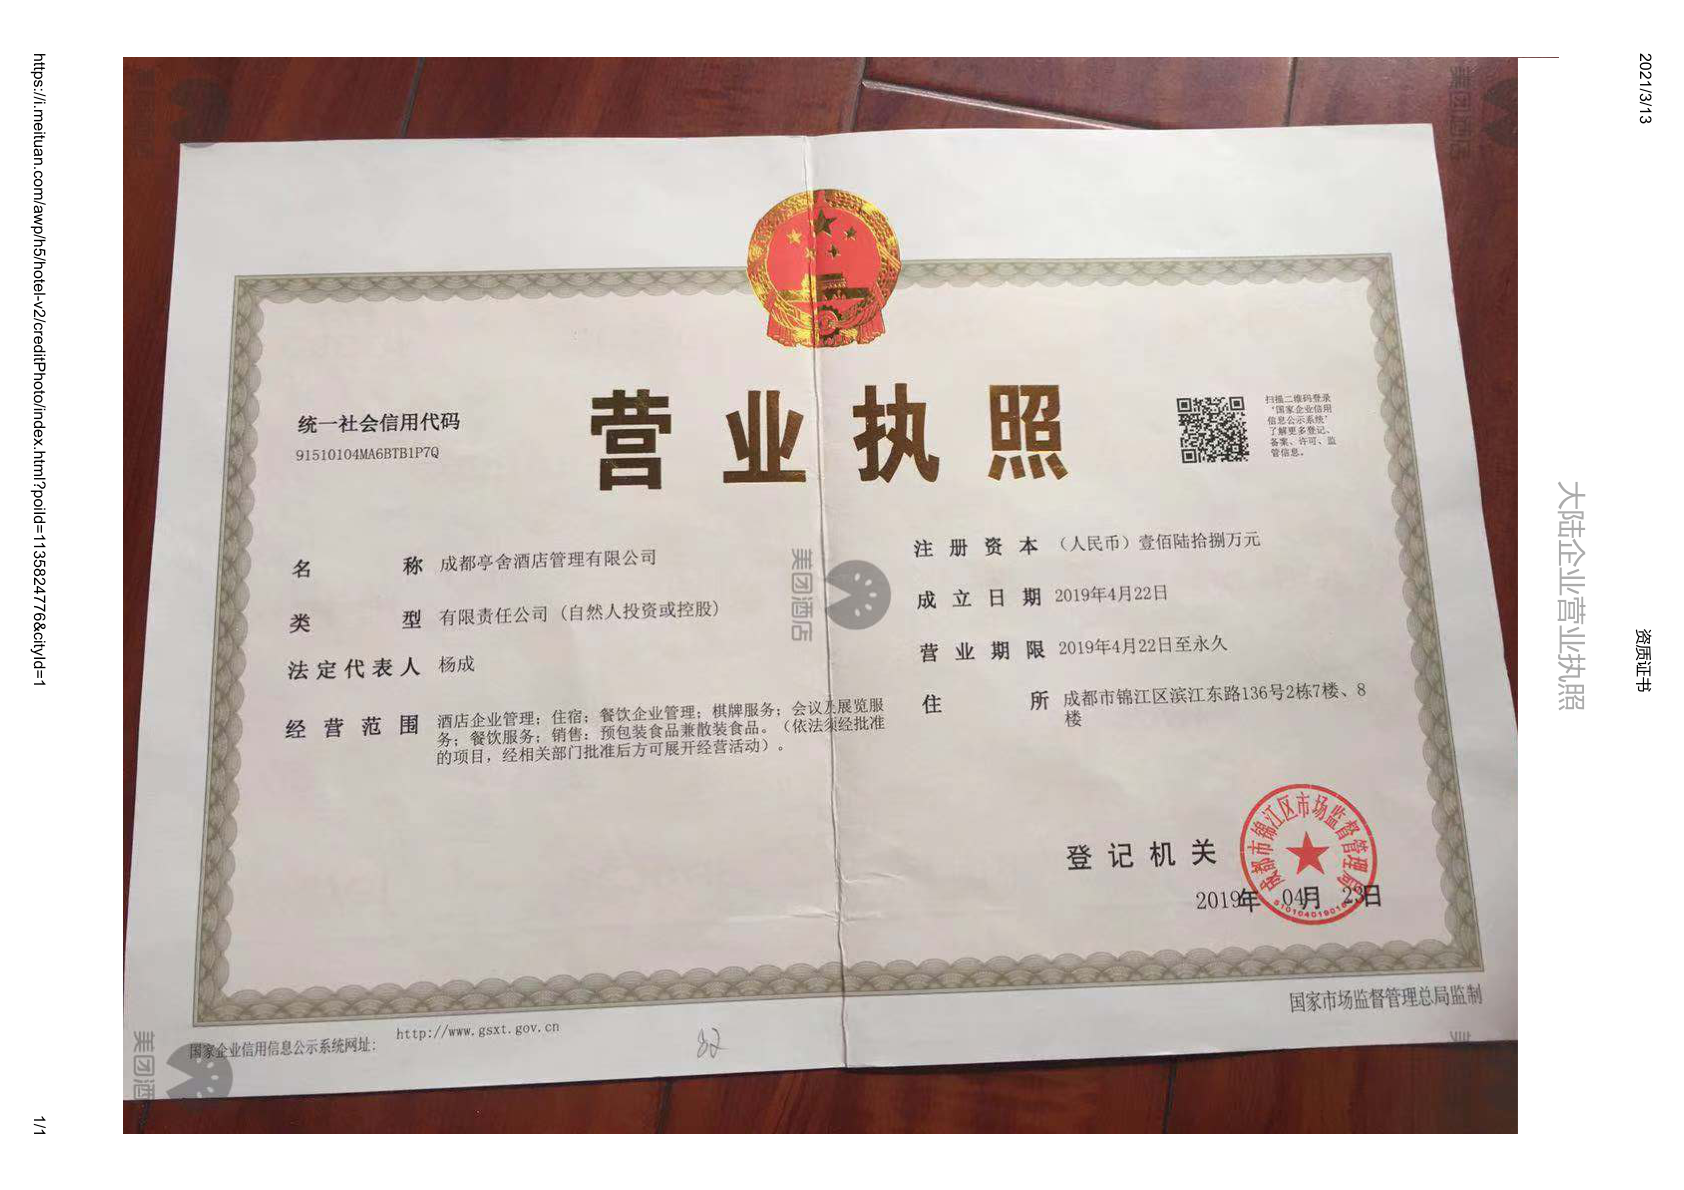 2021/3/13
资质证书
大陆企业营业执照
营业执照
统一社会信用代码
91510104MA6BTB1P7Q
扫描二维码登录
“国家企业信用
信息公示系统”
了解更多登记、
备案、许可、监
管信息。
名称 成都亭舍酒店管理有限公司
类型 有限责任公司（自然人投资或控股）
法定代表人 杨成
经营范围 酒店企业管理；住宿；餐饮企业管理；棋牌服务；会议及展览服
务；餐饮服务；销售：预包装食品兼散装食品。（依法须经批准
的项目，经相关部门批准后方可展开经营活动）。
注册资本 （人民币）壹佰陆拾捌万元
成立日期 2019年4月22日
营业期限 2019年4月22日至永久
住所 成都市锦江区滨江东路136号2栋7楼、8
楼
美团酒店
登记机关
成都市锦江区市场监督管理局
2019年 04月 23日
国家企业信用信息公示系统网址：
http://www.gsxt.gov.cn
国家市场监督管理总局监制
美团酒店
美团酒
https://i.meituan.com/awp/h5/hotel-v2/creditPhoto/index.html?poiId=1135824776&cityId=1
1/1